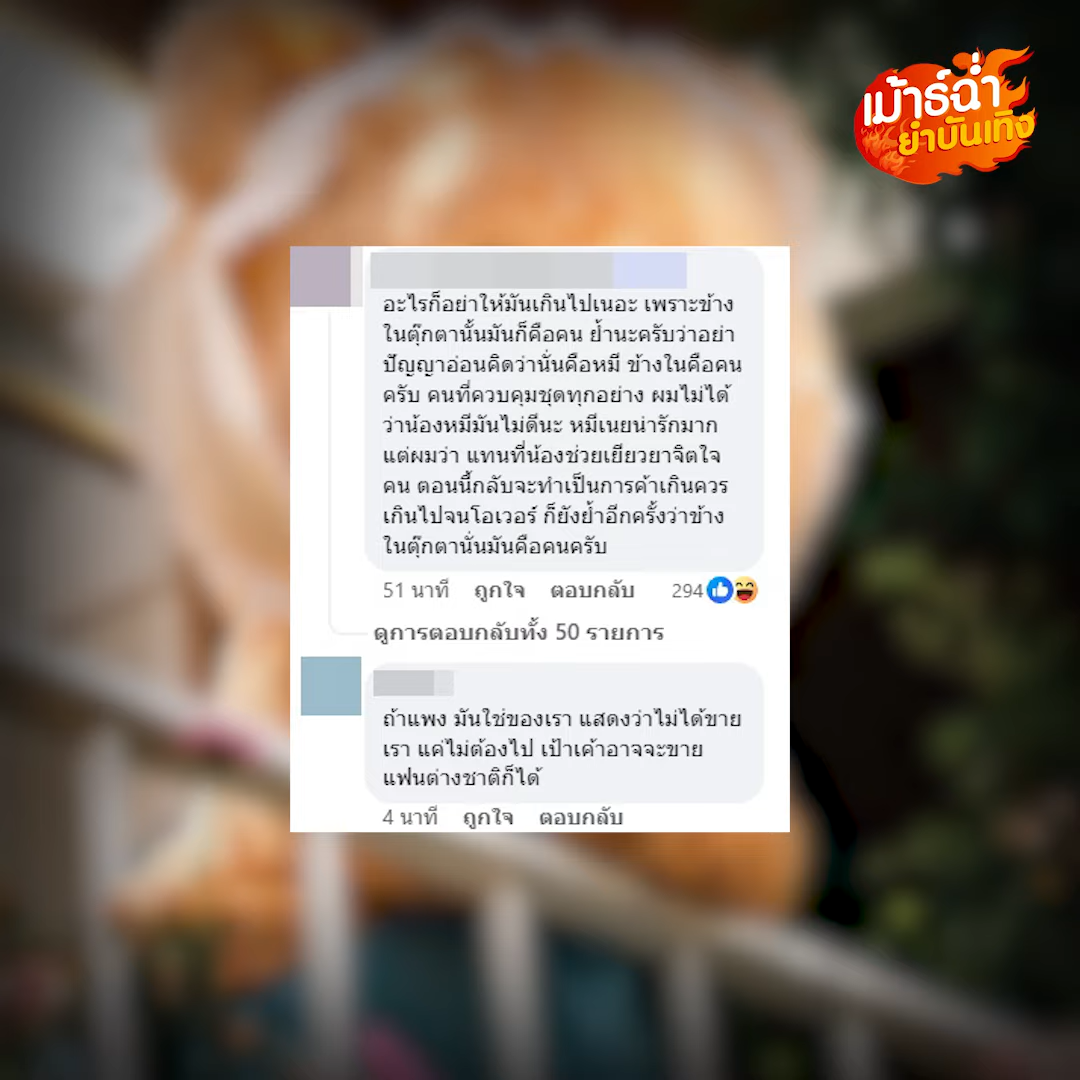 เม้าธ์ฉ่ำ
ยำบันเทิง
อะไรก็อย่าให้มันเกินไปเนอะ เพราะข้าง
ในตุ๊กตานั้นมันก็คือคน ย้ำนะครับว่าอย่า
ปัญญาอ่อนคิดว่านั่นคือหมี ข้างในคือคน
ครับ คนที่ควบคุมชุดทุกอย่าง ผมไม่ได้
ว่าน้องหมีมันไม่ดีนะ หมีเนยน่ารักมาก
แต่ผมว่า แทนที่น้องช่วยเยียวยาจิตใจ
คน ตอนนี้กลับจะทำเป็นการค้าเกินควร
เกินไปจนโอเวอร์ ก็ยังย้ำอีกครั้งว่าข้าง
ในตุ๊กตานั่นมันคือคนครับ
51 นาที ถูกใจ ตอบกลับ 294
ดูการตอบกลับทั้ง 50 รายการ
ถ้าแพง มันใช่ของเรา แสดงว่าไม่ได้ขาย
เรา แค่ไม่ต้องไป เป้าเค้าอาจจะขาย
แฟนต่างชาติก็ได้
4 นาที ถูกใจ ตอบกลับ